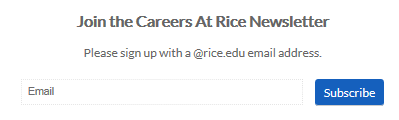 Join the Careers At Rice Newsletter
Please sign up with a @rice.edu email address.
Email
Subscribe